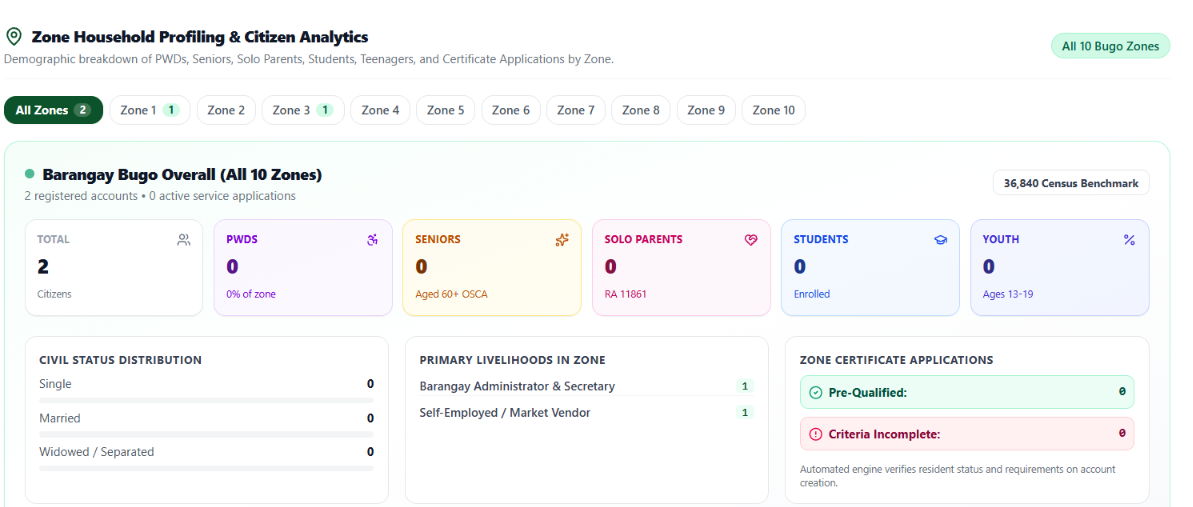 Zone Household Profiling & Citizen Analytics
Demographic breakdown of PWDs, Seniors, Solo Parents, Students, Teenagers, and Certificate Applications by Zone.
All 10 Bugo Zones
All Zones 2
Zone 1 1
Zone 2
Zone 3 1
Zone 4
Zone 5
Zone 6
Zone 7
Zone 8
Zone 9
Zone 10
Barangay Bugo Overall (All 10 Zones)
2 registered accounts • 0 active service applications
36,840 Census Benchmark
TOTAL
2
Citizens
PWDS
0
0% of zone
SENIORS
0
Aged 60+ OSCA
SOLO PARENTS
0
RA 11861
STUDENTS
0
Enrolled
YOUTH
0
Ages 13-19
CIVIL STATUS DISTRIBUTION
Single 0
Married 0
Widowed / Separated 0
PRIMARY LIVELIHOODS IN ZONE
Barangay Administrator & Secretary 1
Self-Employed / Market Vendor 1
ZONE CERTIFICATE APPLICATIONS
Pre-Qualified: 0
Criteria Incomplete: 0
Automated engine verifies resident status and requirements on account
creation.